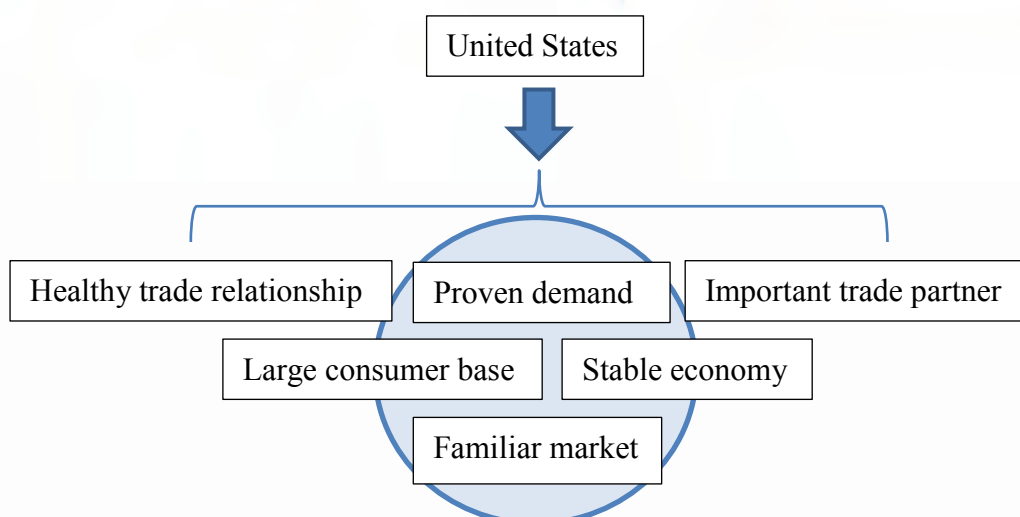 United States
Healthy trade relationship
Proven demand
Important trade partner
Large consumer base
Stable economy
Familiar market